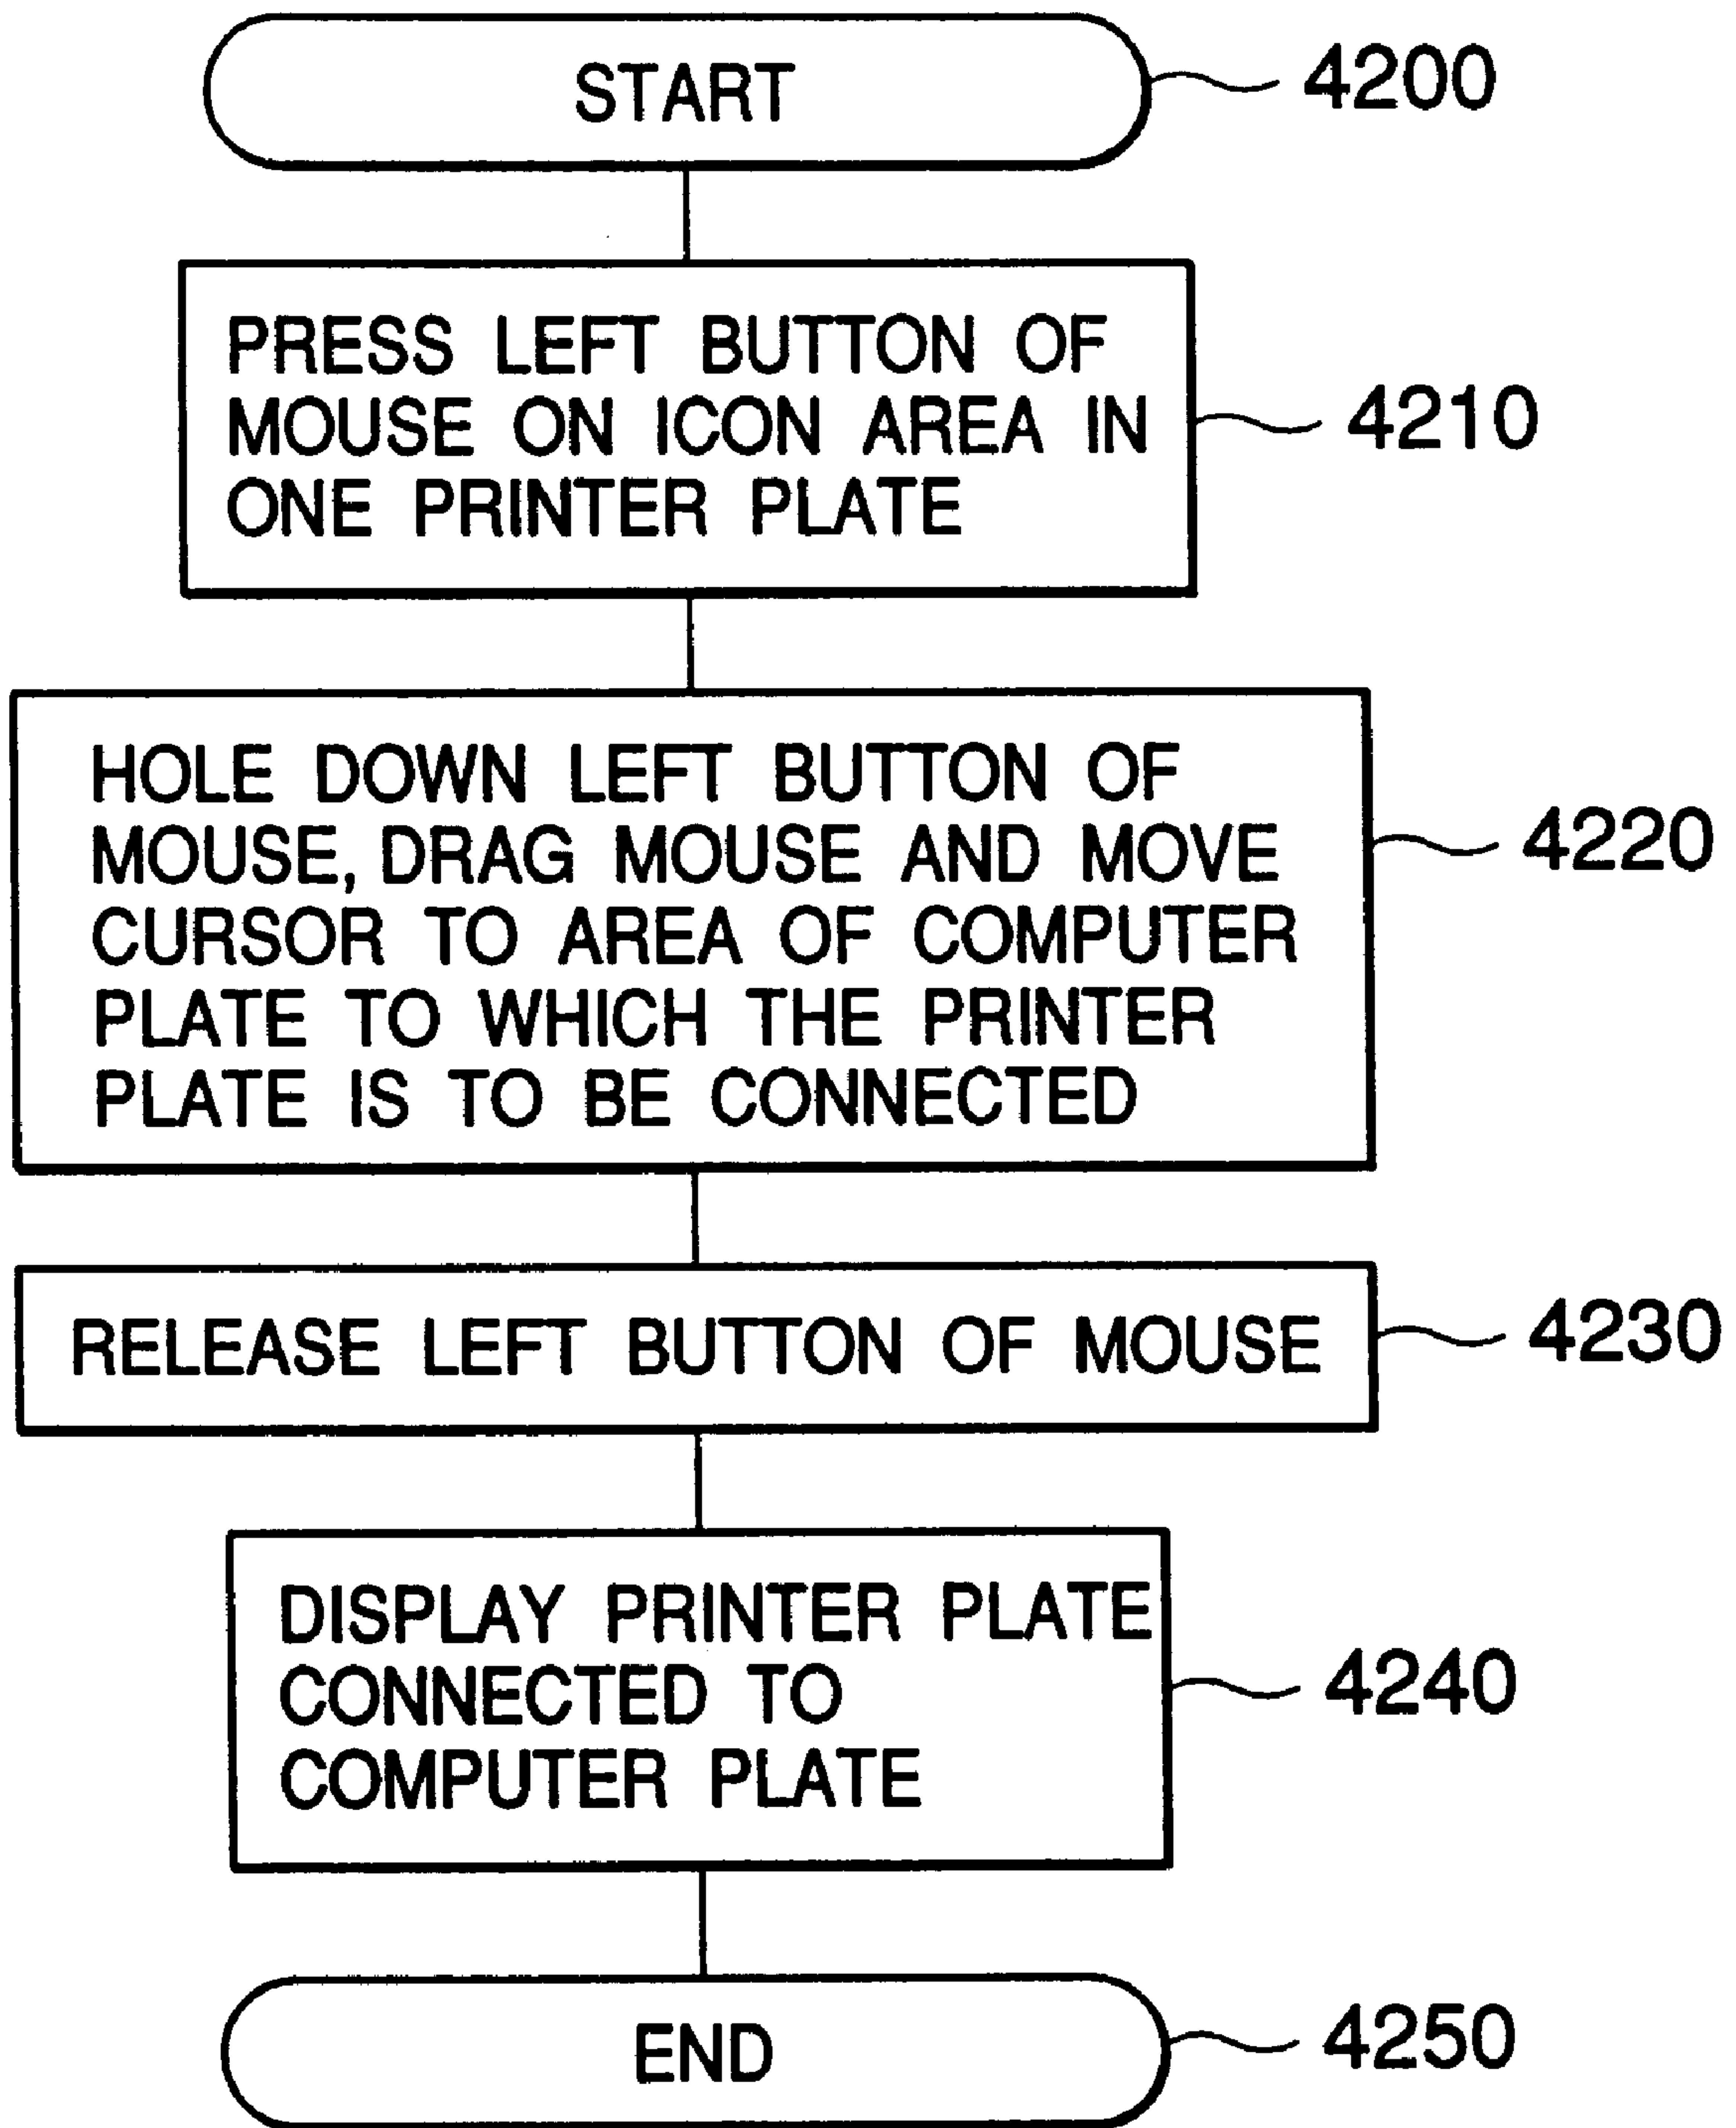 START
4200
PRESS LEFT BUTTON OF
MOUSE ON ICON AREA IN
ONE PRINTER PLATE
4210
HOLE DOWN LEFT BUTTON OF
MOUSE, DRAG MOUSE AND MOVE
CURSOR TO AREA OF COMPUTER
PLATE TO WHICH THE PRINTER
PLATE IS TO BE CONNECTED
4220
RELEASE LEFT BUTTON OF MOUSE
4230
DISPLAY PRINTER PLATE
CONNECTED TO
COMPUTER PLATE
4240
END
4250